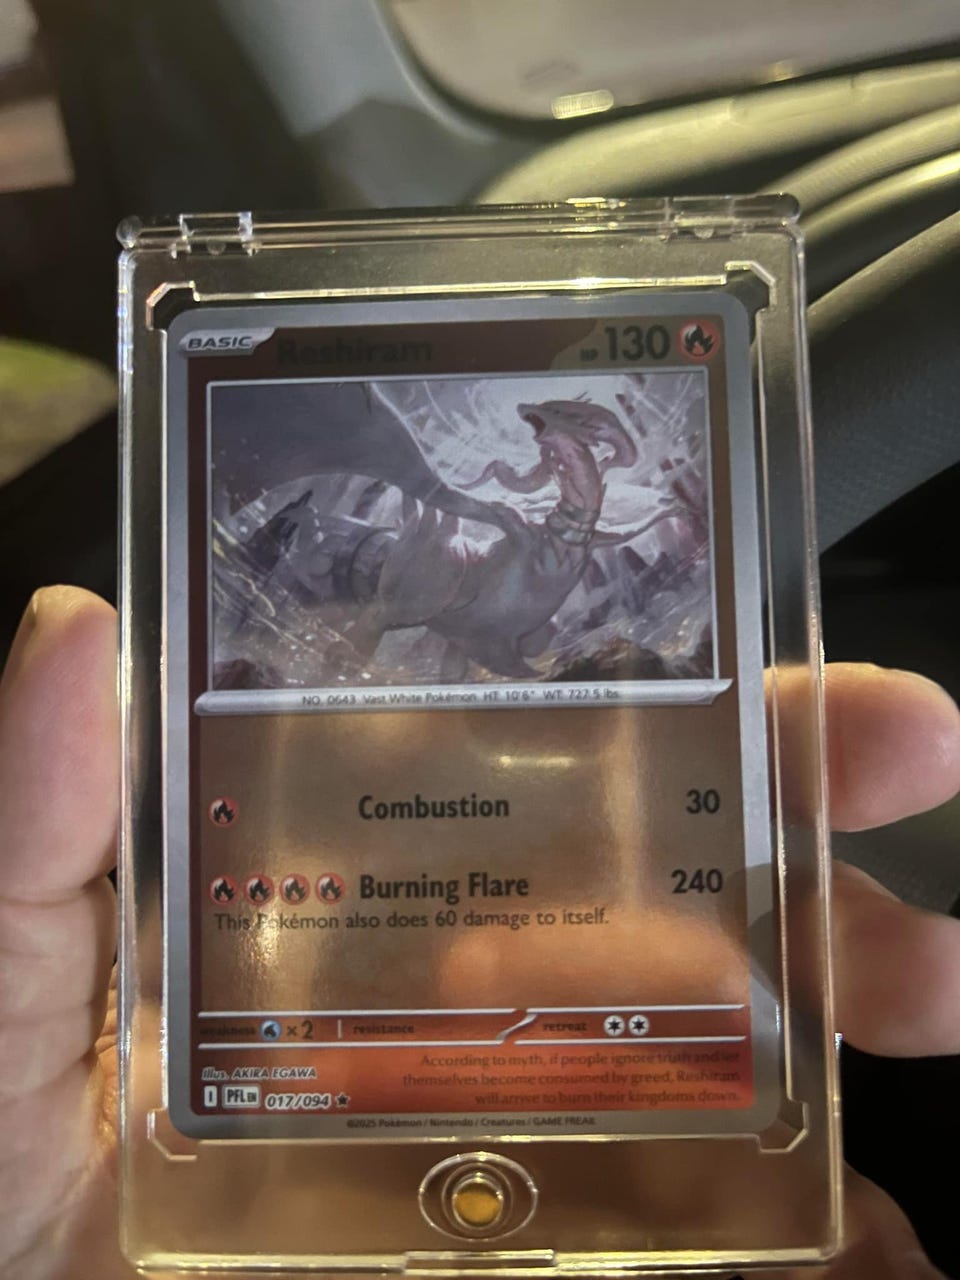 BASIC Reshiram HP 130
NO. 0643 Vast White Pokémon HT: 10'6" WT: 727.5 lbs.
Combustion 30
Burning Flare 240
This Pokémon also does 60 damage to itself.
weakness ×2 resistance retreat
Illus. AKIRA EGAWA
According to myth, if people ignore truth and let
themselves become consumed by greed, Reshiram
will arrive to burn their kingdoms down.
I PFL EN 017/094 ★
©2025 Pokémon / Nintendo / Creatures / GAME FREAK